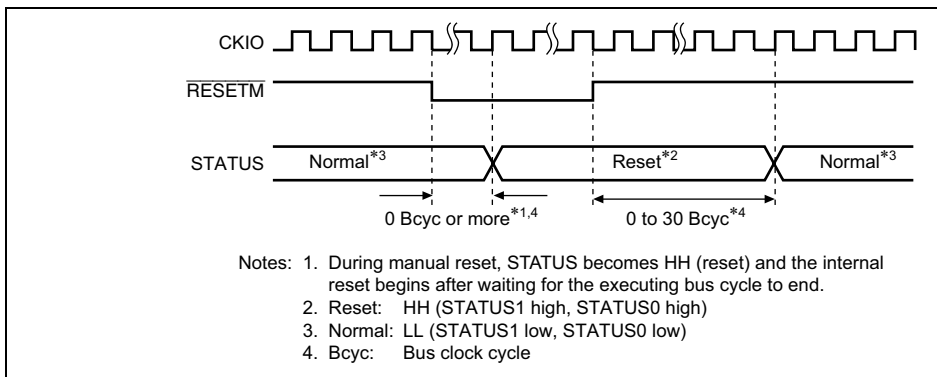 CKIO
RESETM
STATUS Normal*3 Reset*2 Normal*3
0 Bcyc or more*1,4 0 to 30 Bcyc*4
Notes: 1. During manual reset, STATUS becomes HH (reset) and the internal
reset begins after waiting for the executing bus cycle to end.
2. Reset: HH (STATUS1 high, STATUS0 high)
3. Normal: LL (STATUS1 low, STATUS0 low)
4. Bcyc: Bus clock cycle